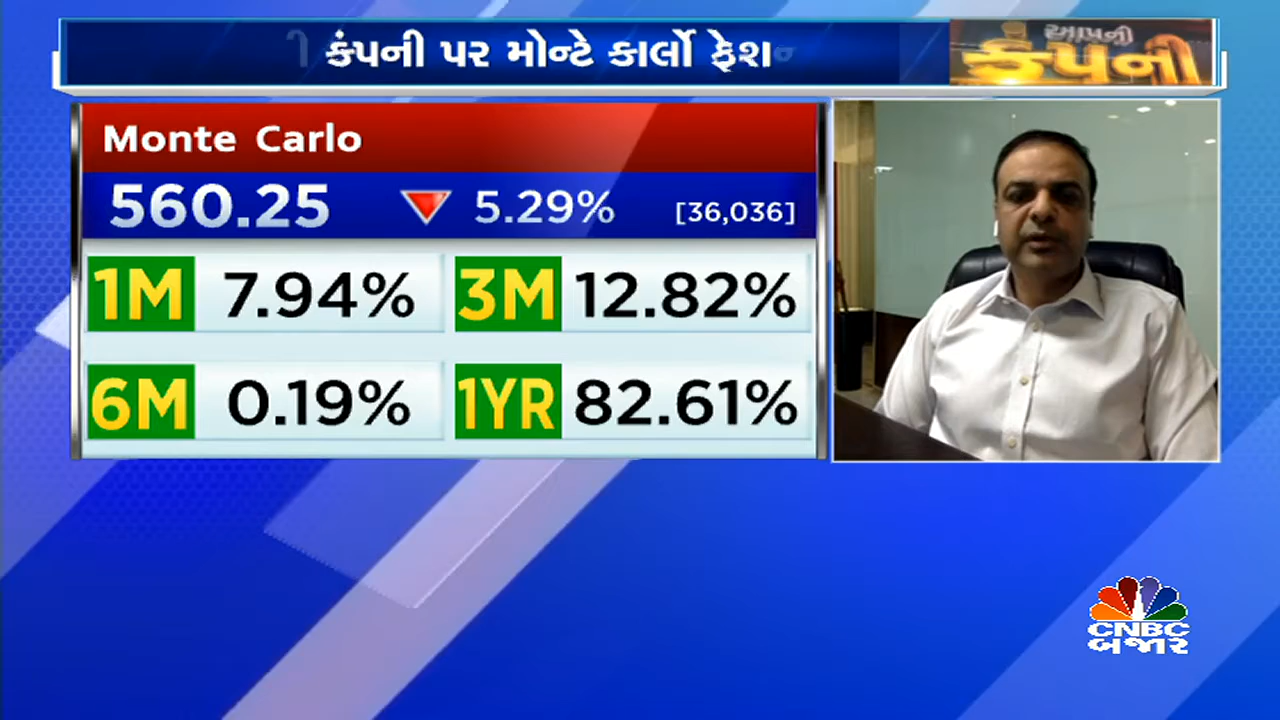 કંપની પર મોન્ટે કાર્લો ફેશ
આપની
કંપની
Monte Carlo
560.25 5.29% [36,036]
1M 7.94% 3M 12.82%
6M 0.19% 1YR 82.61%
CNBC
બજાર